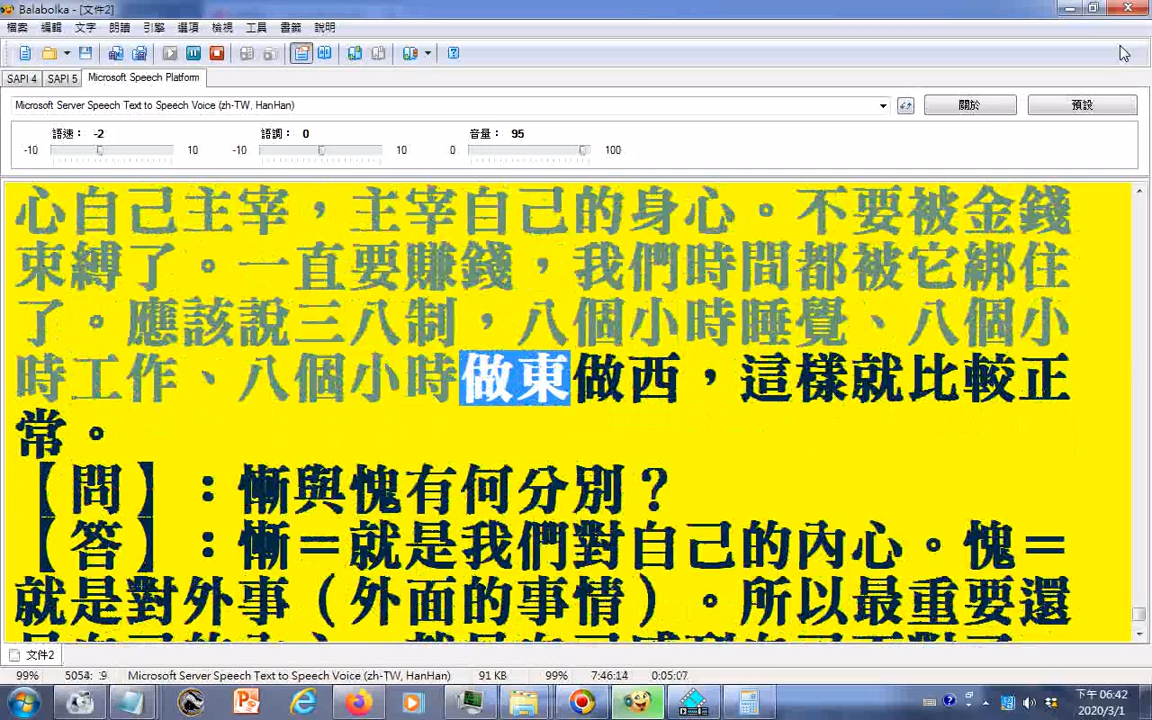 Balabolka - [文件2]
檔案 編輯 文字 朗讀 引擎 選項 檢視 工具 書籤 說明
SAPI 4 SAPI 5 Microsoft Speech Platform
Microsoft Server Speech Text to Speech Voice (zh-TW, HanHan) 關於 預設
語速： -2 語調： 0 音量： 95
-10 10 -10 10 0 100
心自己主宰，主宰自己的身心。不要被金錢
束縛了。一直要賺錢，我們時間都被它綁住
了。應該說三八制，八個小時睡覺、八個小
時工作、八個小時做東做西，這樣就比較正
常。
【問】：慚與愧有何分別？
【答】：慚＝就是我們對自己的內心。愧＝
就是對外事（外面的事情）。所以最重要還
文件2
99% 5054: :9 Microsoft Server Speech Text to Speech Voice (zh-TW, HanHan) 91 KB 99% 7:46:14 0:05:07
下午 06:42
2020/3/1